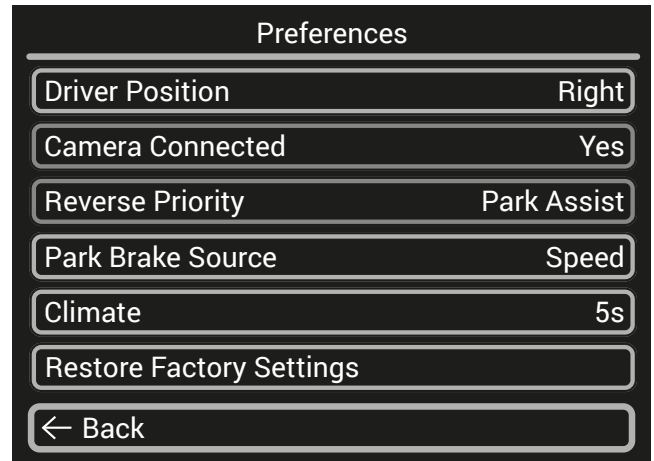 Preferences
Driver Position Right
Camera Connected Yes
Reverse Priority Park Assist
Park Brake Source Speed
Climate 5s
Restore Factory Settings
← Back